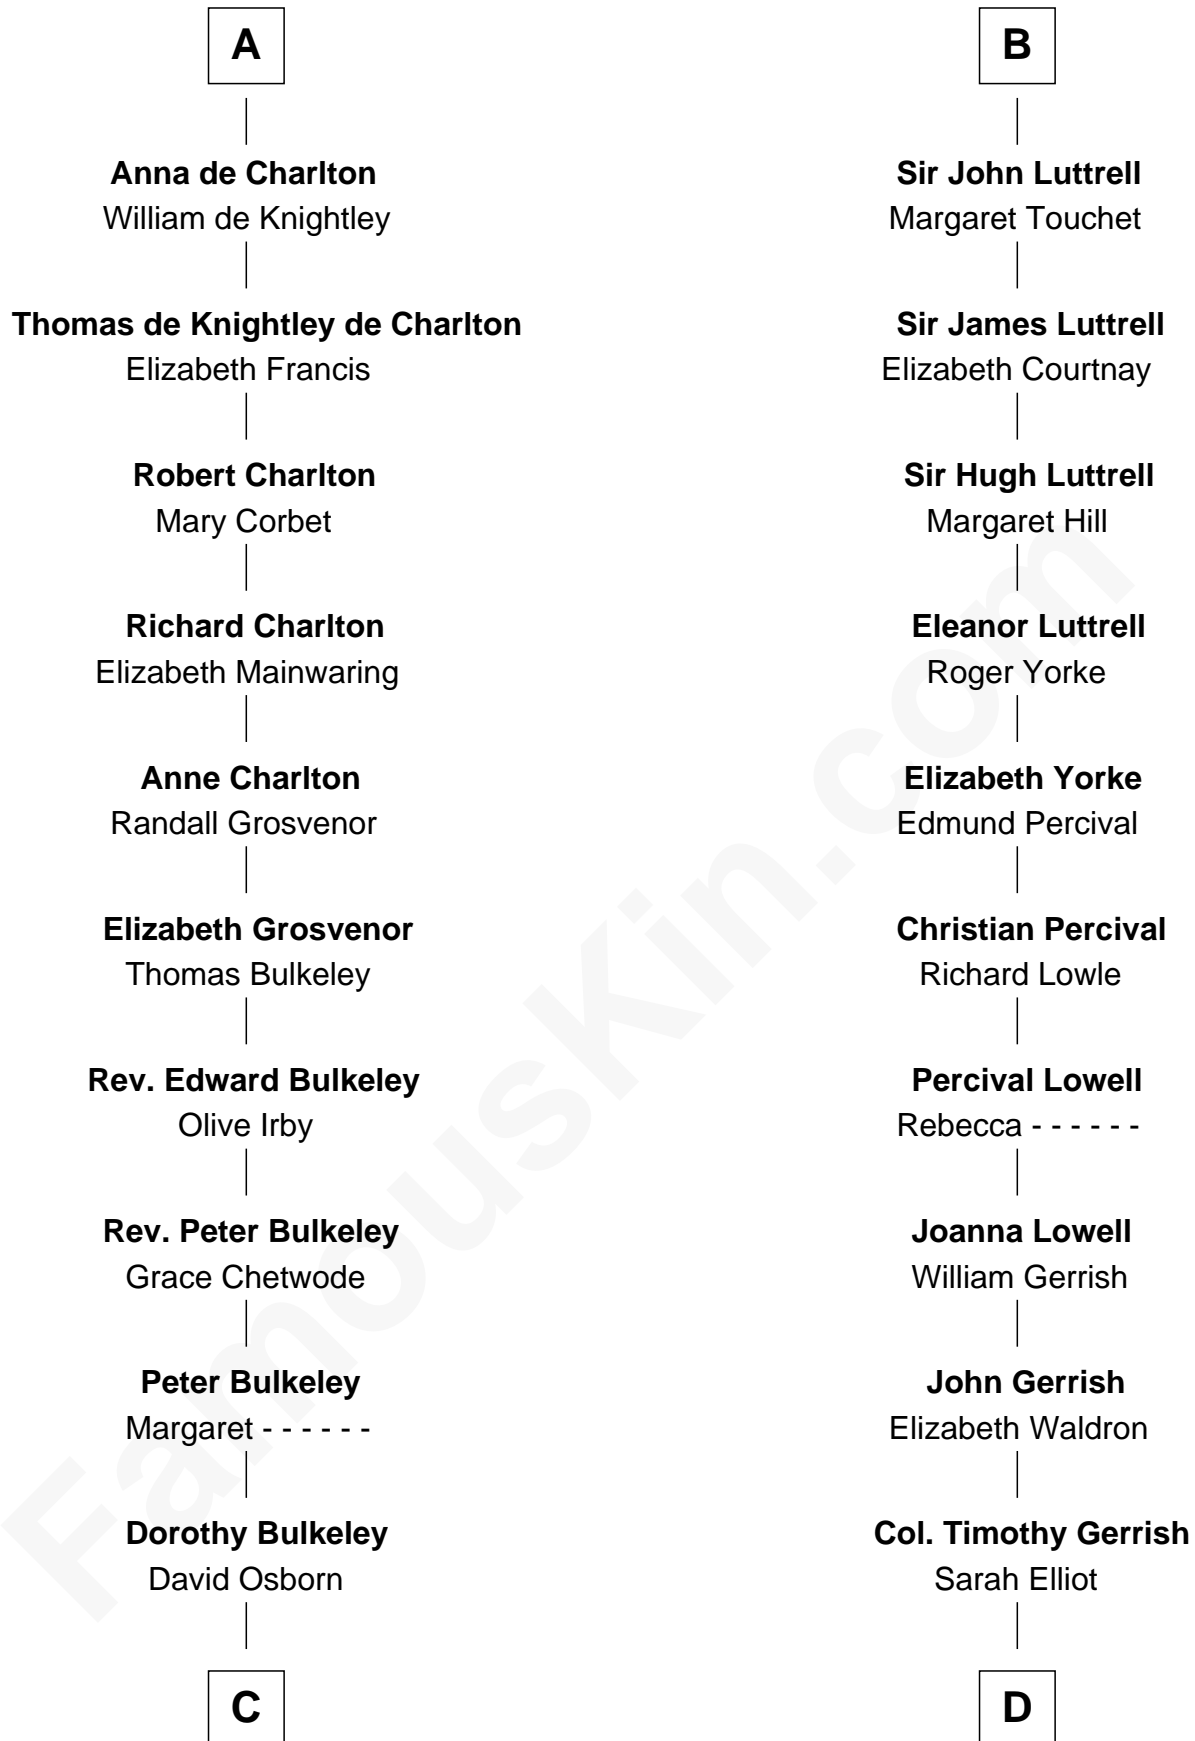 A
Anna de Charlton
William de Knightley
Thomas de Knightley de Charlton
Elizabeth Francis
Robert Charlton
Mary Corbet
Richard Charlton
Elizabeth Mainwaring
Anne Charlton
Randall Grosvenor
Elizabeth Grosvenor
Thomas Bulkeley
Rev. Edward Bulkeley
Olive Irby
Rev. Peter Bulkeley
Grace Chetwode
Peter Bulkeley
Margaret - - - - - -
Dorothy Bulkeley
David Osborn
C
B
Sir John Luttrell
Margaret Touchet
Sir James Luttrell
Elizabeth Courtnay
Sir Hugh Luttrell
Margaret Hill
Eleanor Luttrell
Roger Yorke
Elizabeth Yorke
Edmund Percival
Christian Percival
Richard Lowle
Percival Lowell
Rebecca - - - - - -
Joanna Lowell
William Gerrish
John Gerrish
Elizabeth Waldron
Col. Timothy Gerrish
Sarah Elliot
D
FamousKin.com